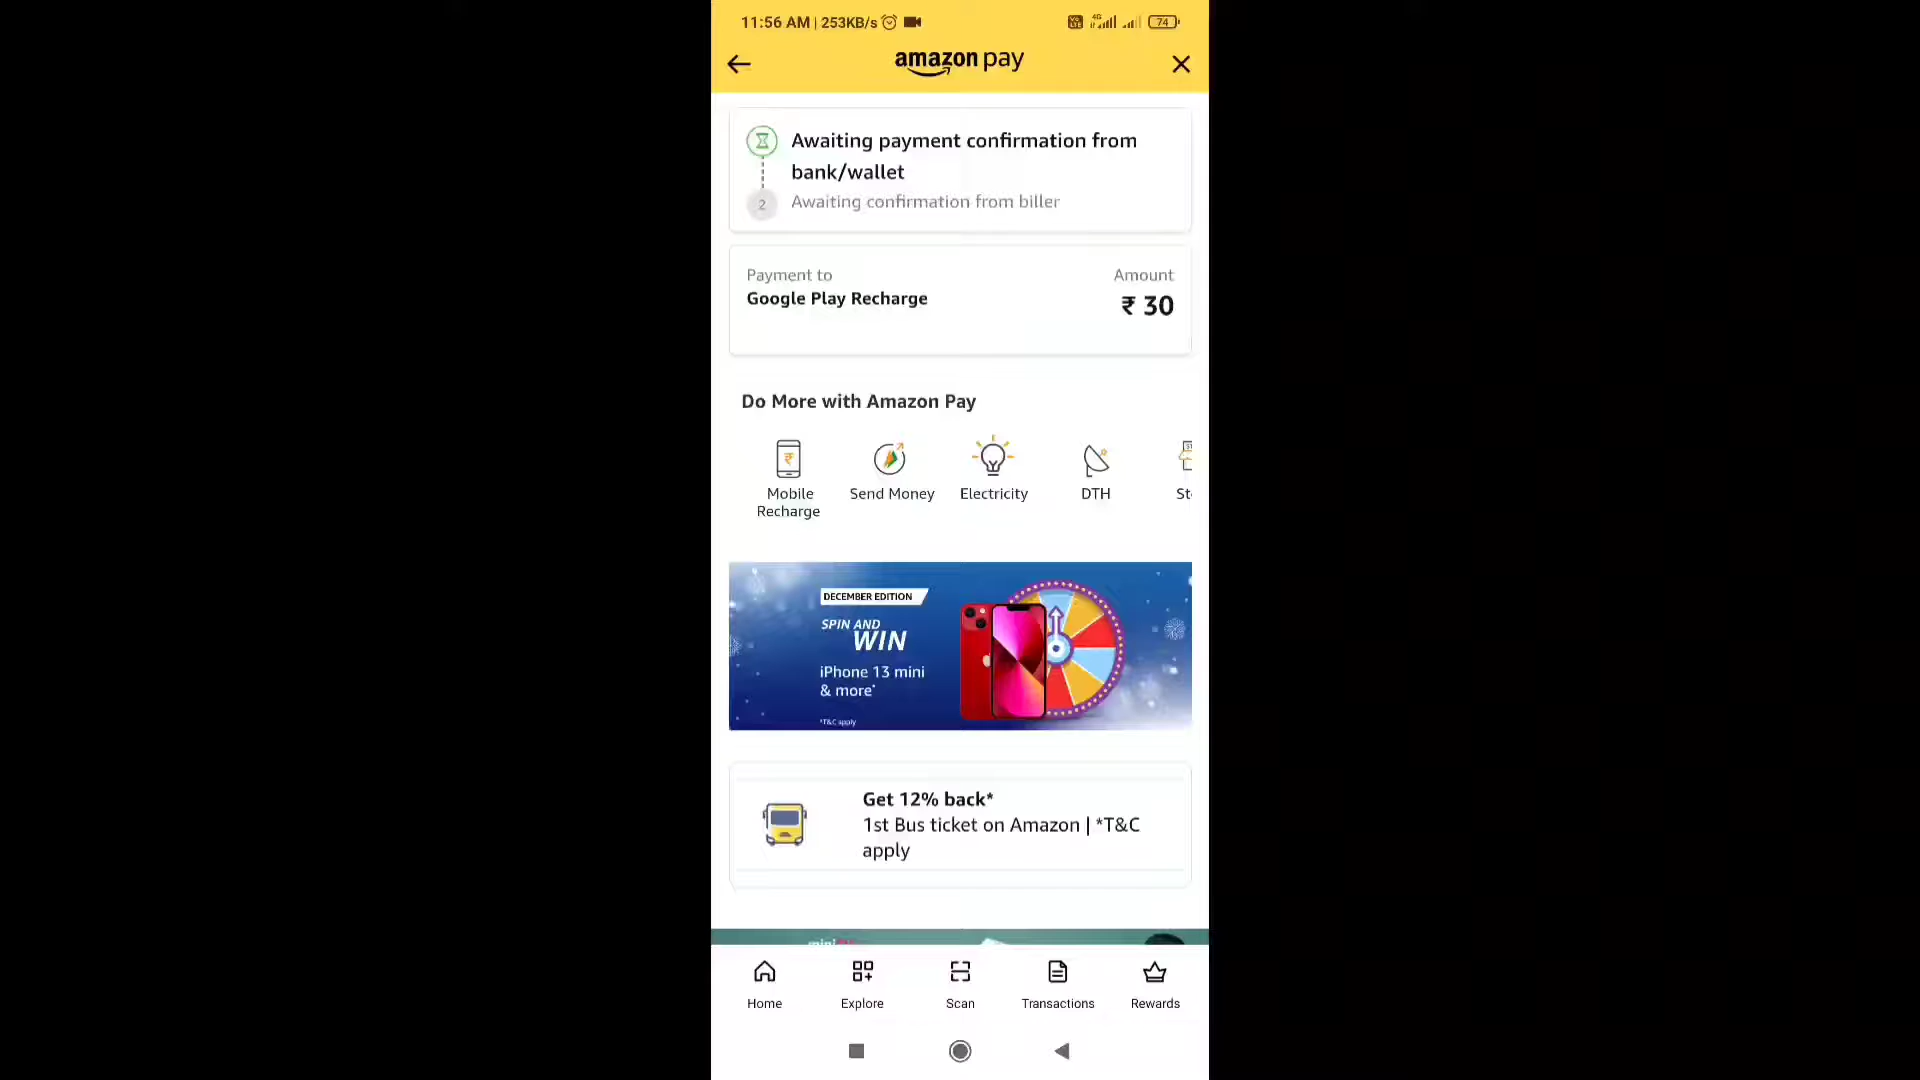 11:56 AM | 253KB/s
4G
74
amazon pay
Awaiting payment confirmation from
bank/wallet
2
Awaiting confirmation from biller
Payment to
Amount
Google Play Recharge
₹ 30
Do More with Amazon Pay
Mobile
Recharge
Send Money
Electricity
DTH
St
DECEMBER EDITION
SPIN AND
WIN
iPhone 13 mini
& more*
*T&C apply
Get 12% back*
1st Bus ticket on Amazon | *T&C
apply
Home
Explore
Scan
Transactions
Rewards